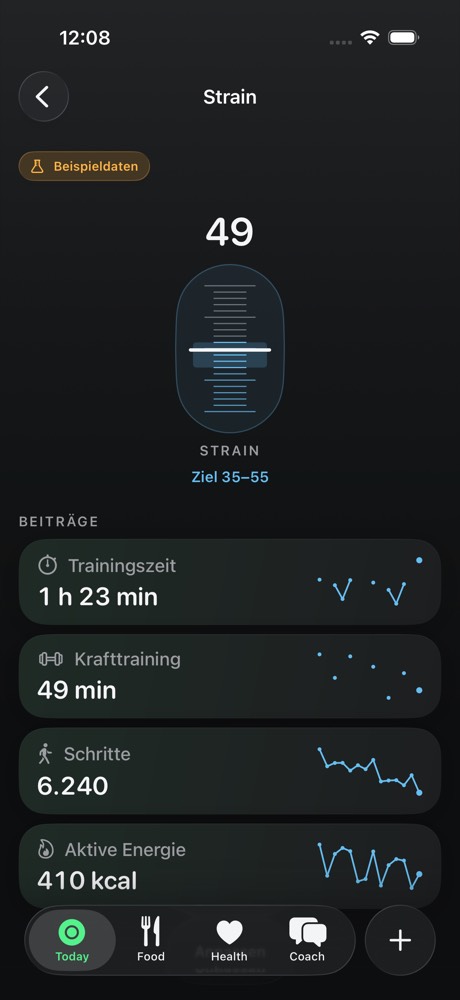 12:08
Strain
Beispieldaten
49
STRAIN
Ziel 35–55
BEITRÄGE
Trainingszeit
1 h 23 min
Krafttraining
49 min
Schritte
6.240
Aktive Energie
410 kcal
Today
Food
Health
Coach